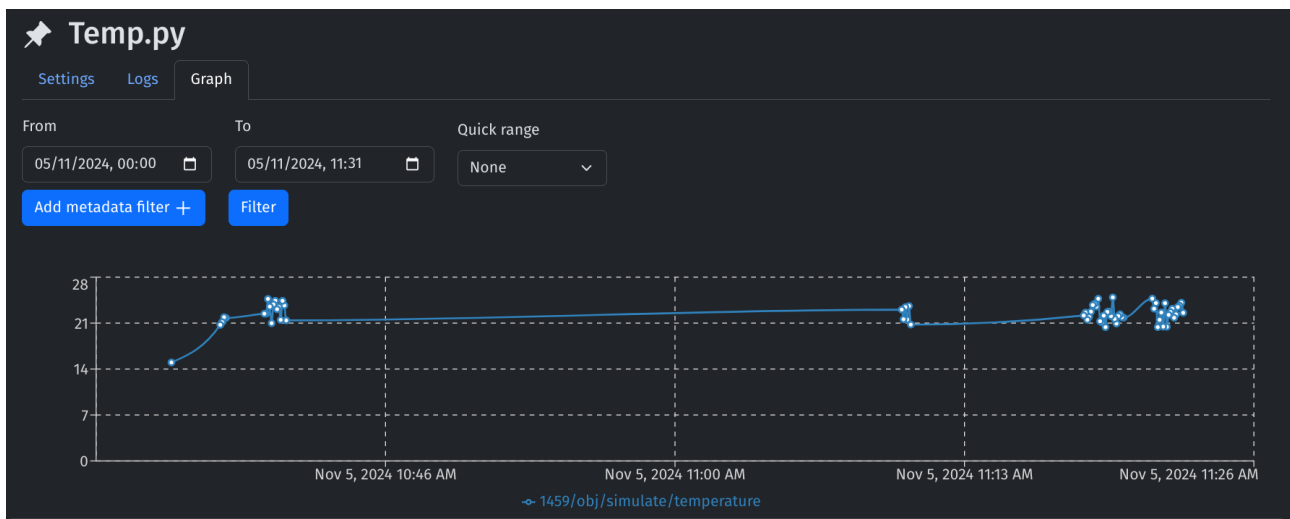 Temp.py
Settings Logs Graph
From To Quick range
05/11/2024, 00:00 05/11/2024, 11:31 None
Add metadata filter + Filter
28
21
14
7
0
Nov 5, 2024 10:46 AM Nov 5, 2024 11:00 AM Nov 5, 2024 11:13 AM Nov 5, 2024 11:26 AM
1459/obj/simulate/temperature